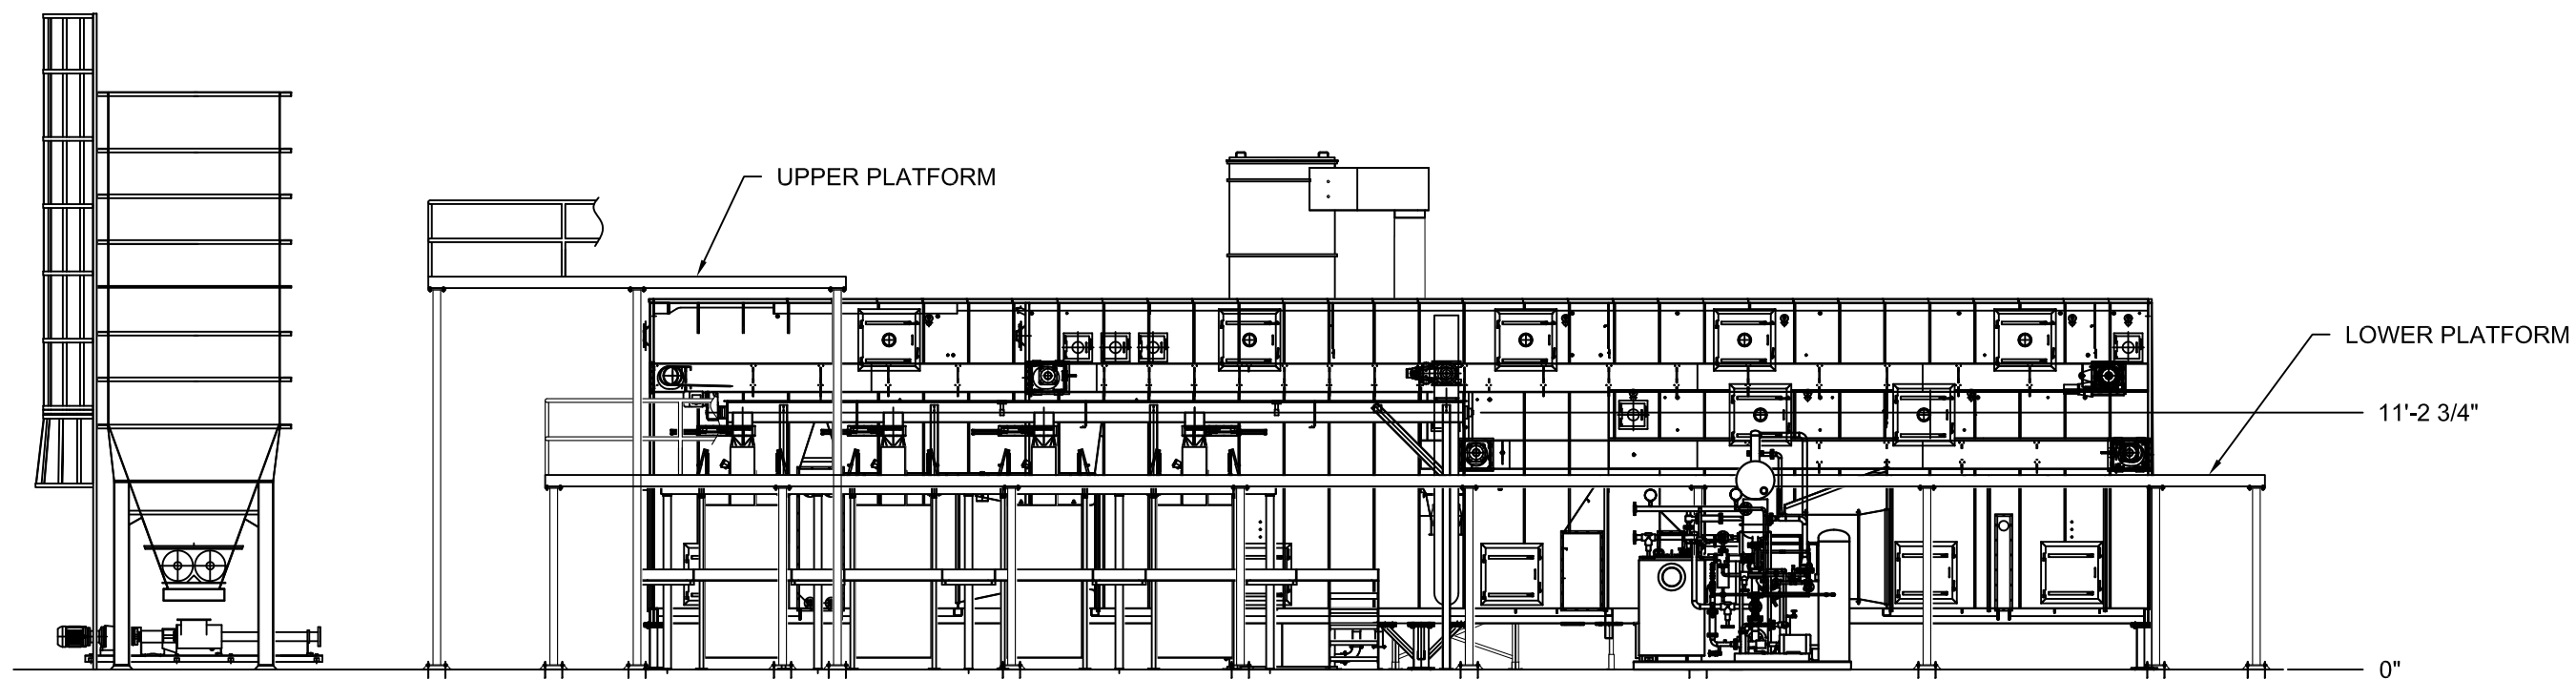 UPPER PLATFORM
LOWER PLATFORM
11'-2 3/4"
0"